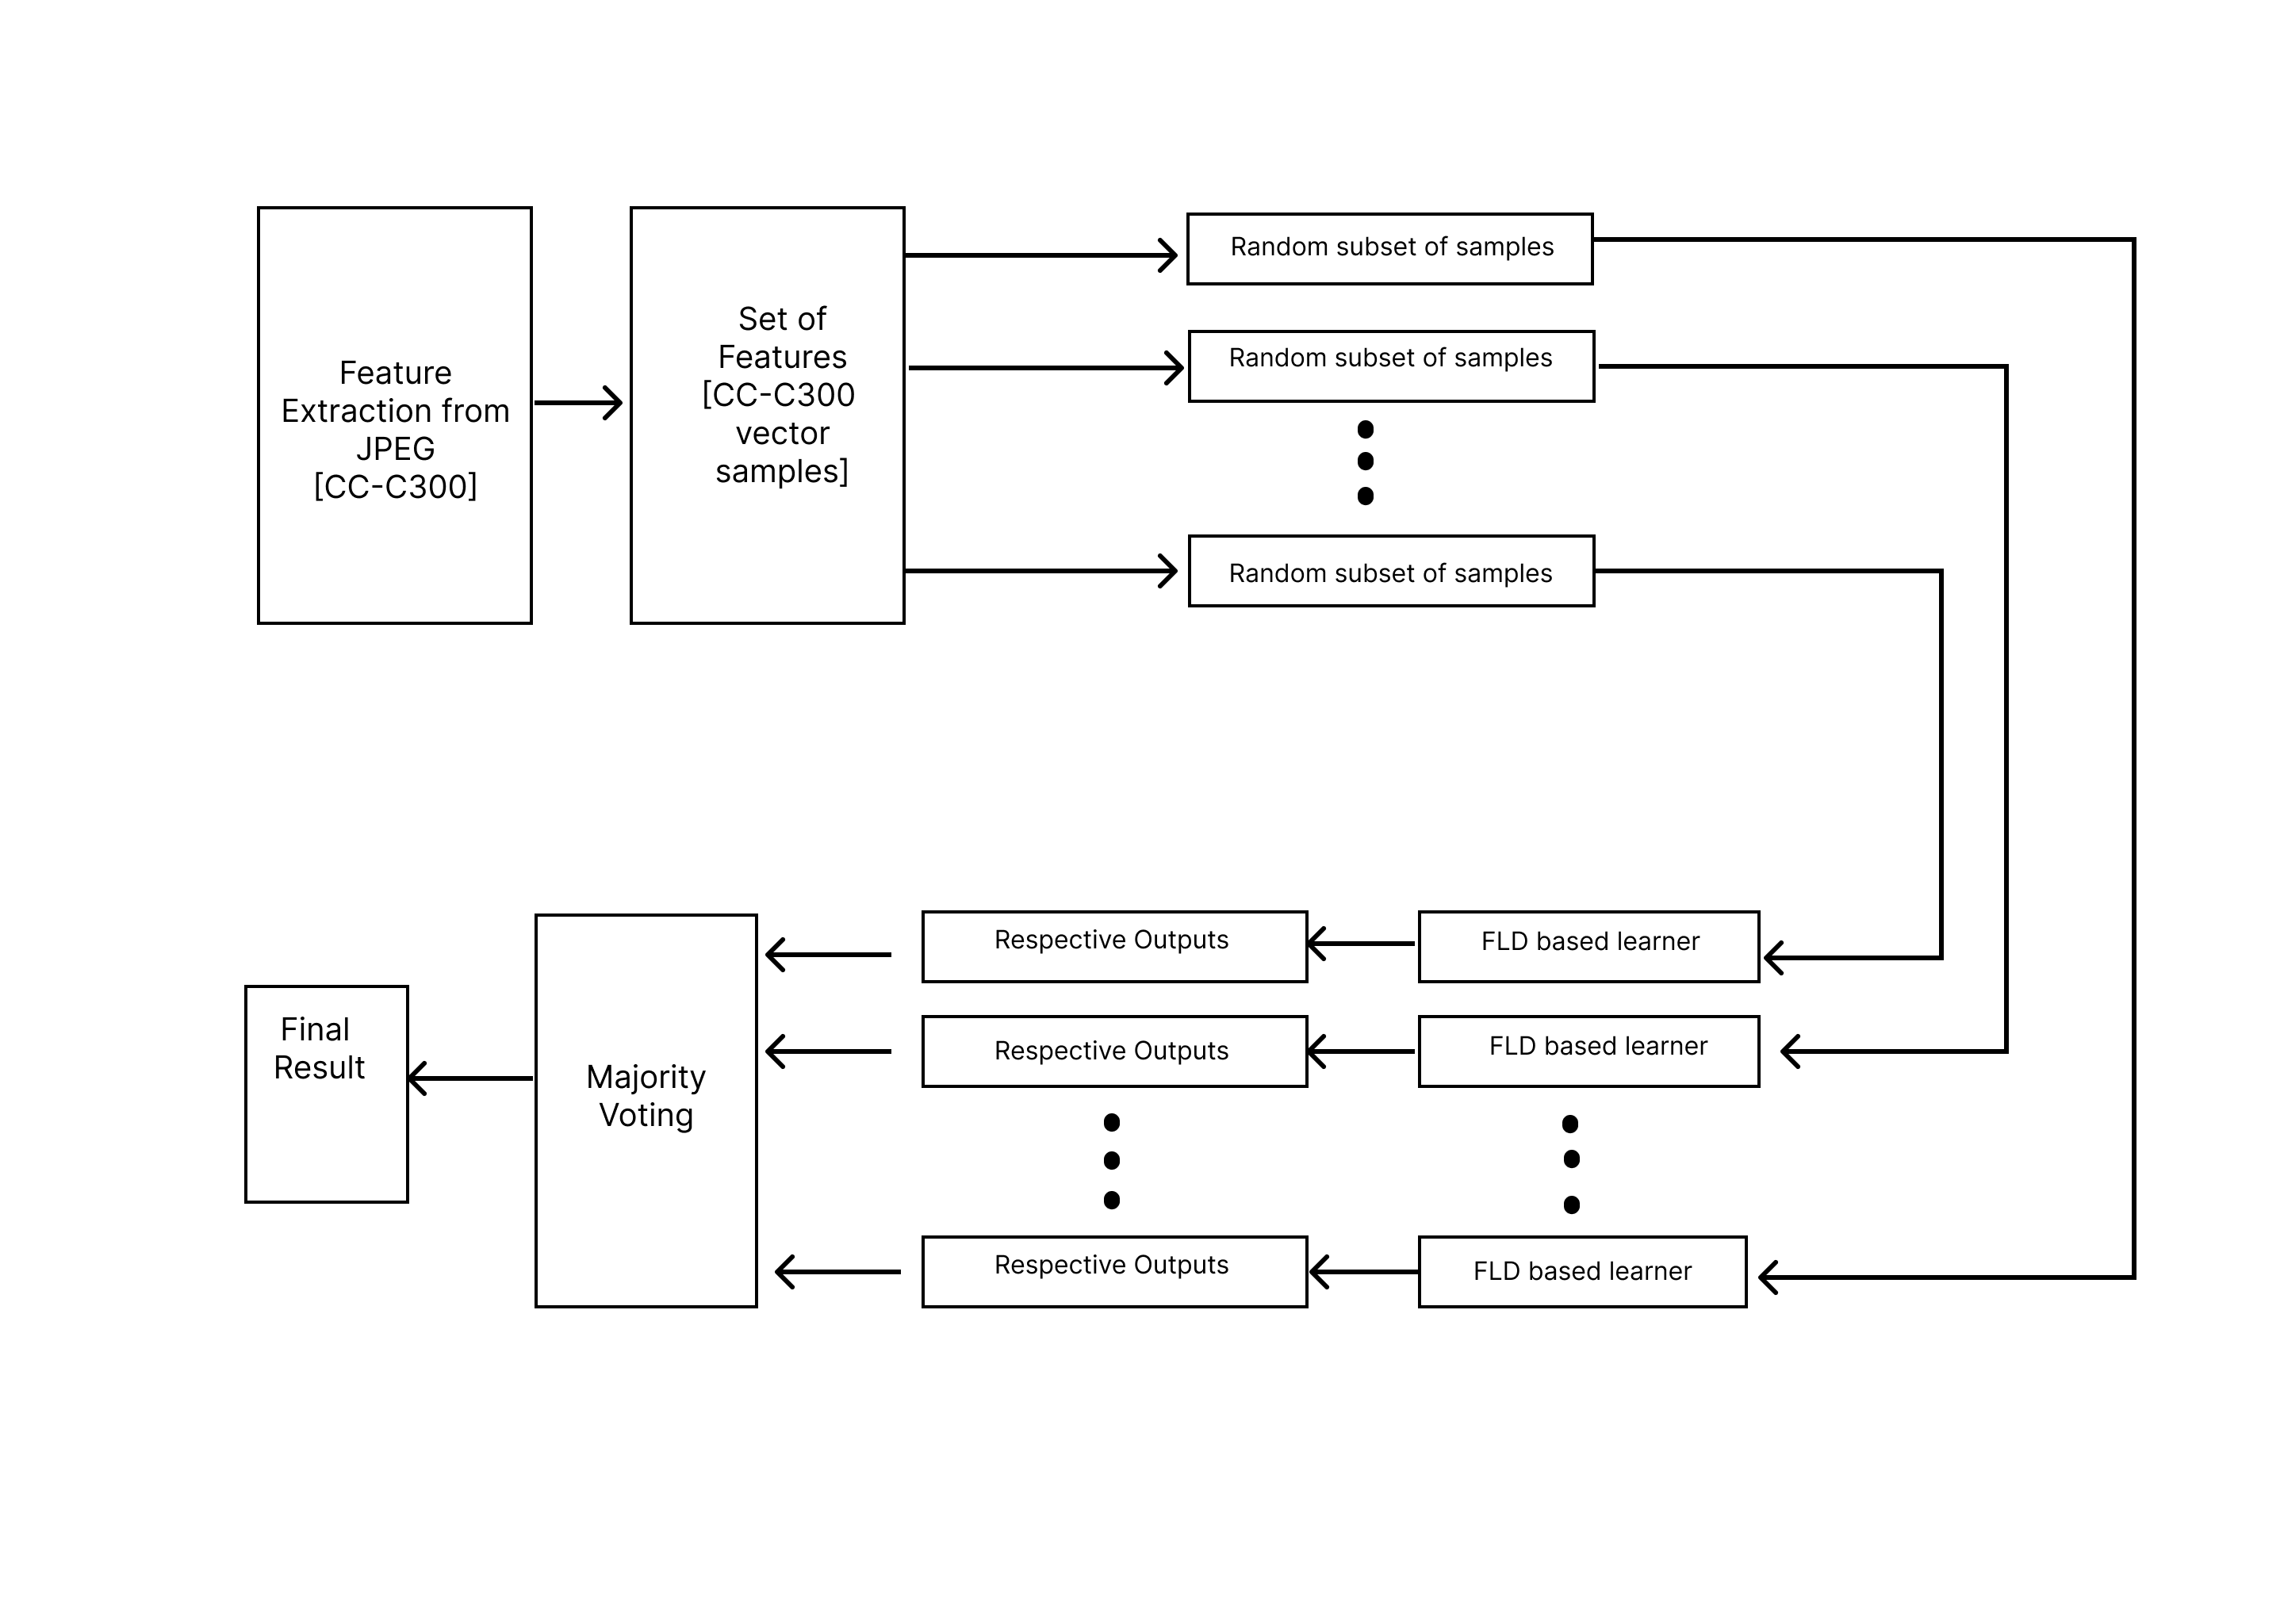 Feature
Extraction from
JPEG
[CC-C300]
Set of
Features
[CC-C300
vector
samples]
Random subset of samples
Random subset of samples
Random subset of samples
Respective Outputs
FLD based learner
Respective Outputs
FLD based learner
Respective Outputs
FLD based learner
Majority
Voting
Final
Result